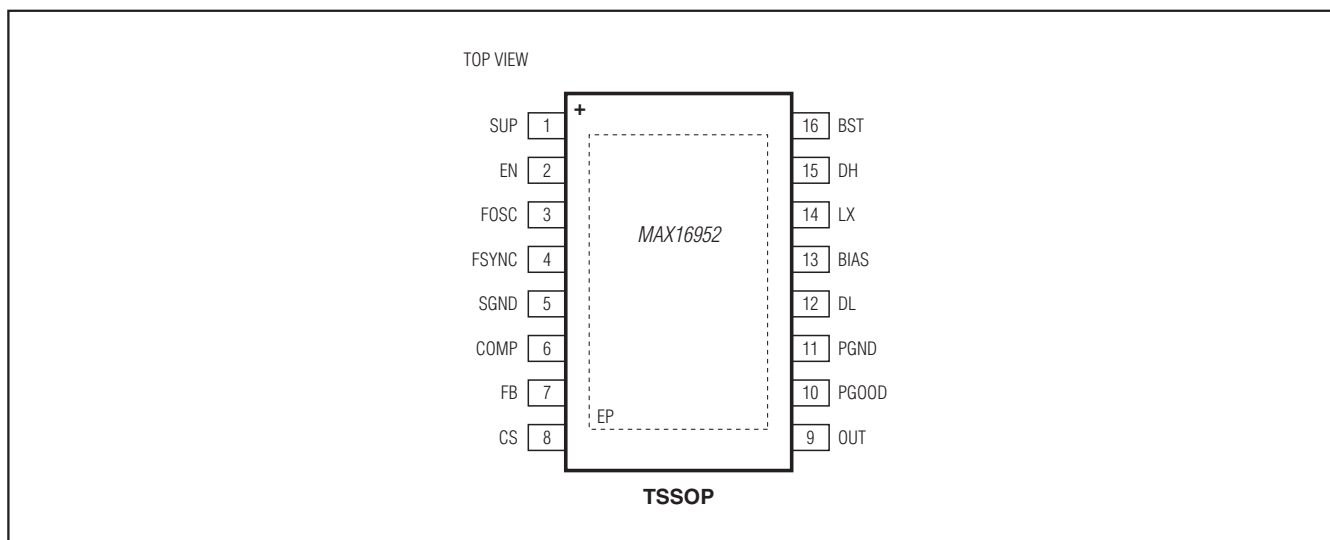 TOP VIEW
+
SUP 1
EN 2
FOSC 3
FSYNC 4
SGND 5
COMP 6
FB 7
CS 8
MAX16952
EP
16 BST
15 DH
14 LX
13 BIAS
12 DL
11 PGND
10 PGOOD
9 OUT
TSSOP